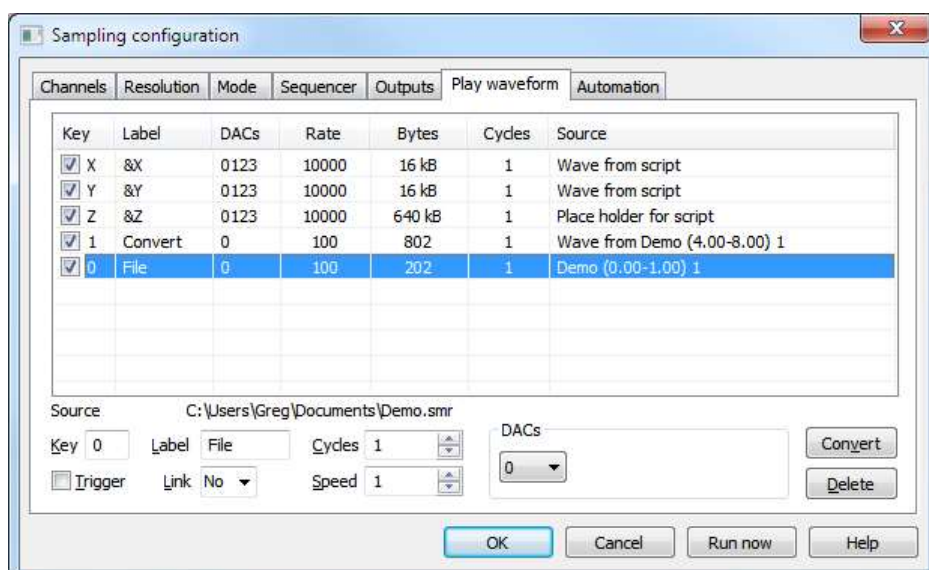 Sampling configuration
Channels Resolution Mode Sequencer Outputs Play waveform Automation
Key Label DACs Rate Bytes Cycles Source
X &X 0123 10000 16 kB 1 Wave from script
Y &Y 0123 10000 16 kB 1 Wave from script
Z &Z 0123 10000 640 kB 1 Place holder for script
1 Convert 0 100 802 1 Wave from Demo (4.00-8.00) 1
0 File 0 100 202 1 Demo (0.00-1.00) 1
Source C:\Users\Greg\Documents\Demo.smr
Key 0 Label File Cycles 1 DACs Convert
Trigger Link No Speed 1 0 Delete
OK Cancel Run now Help